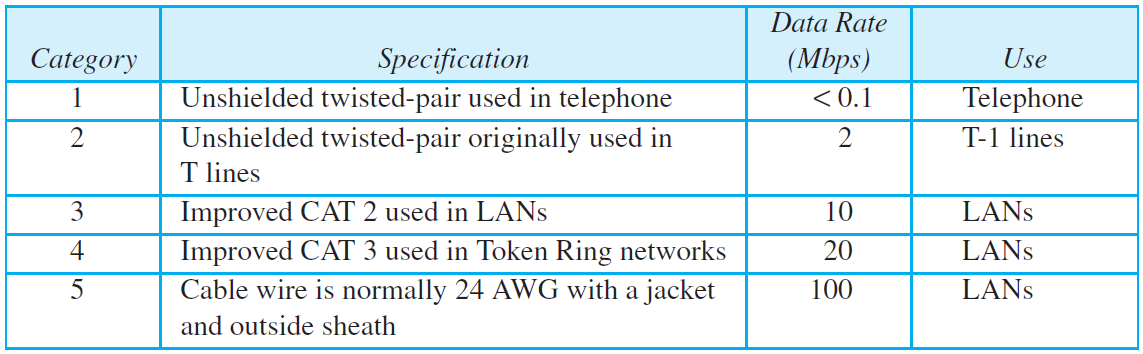 Category Specification Data Rate (Mbps) Use
1 Unshielded twisted-pair used in telephone < 0.1 Telephone
2 Unshielded twisted-pair originally used in 2 T-1 lines
T lines
3 Improved CAT 2 used in LANs 10 LANs
4 Improved CAT 3 used in Token Ring networks 20 LANs
5 Cable wire is normally 24 AWG with a jacket 100 LANs
and outside sheath